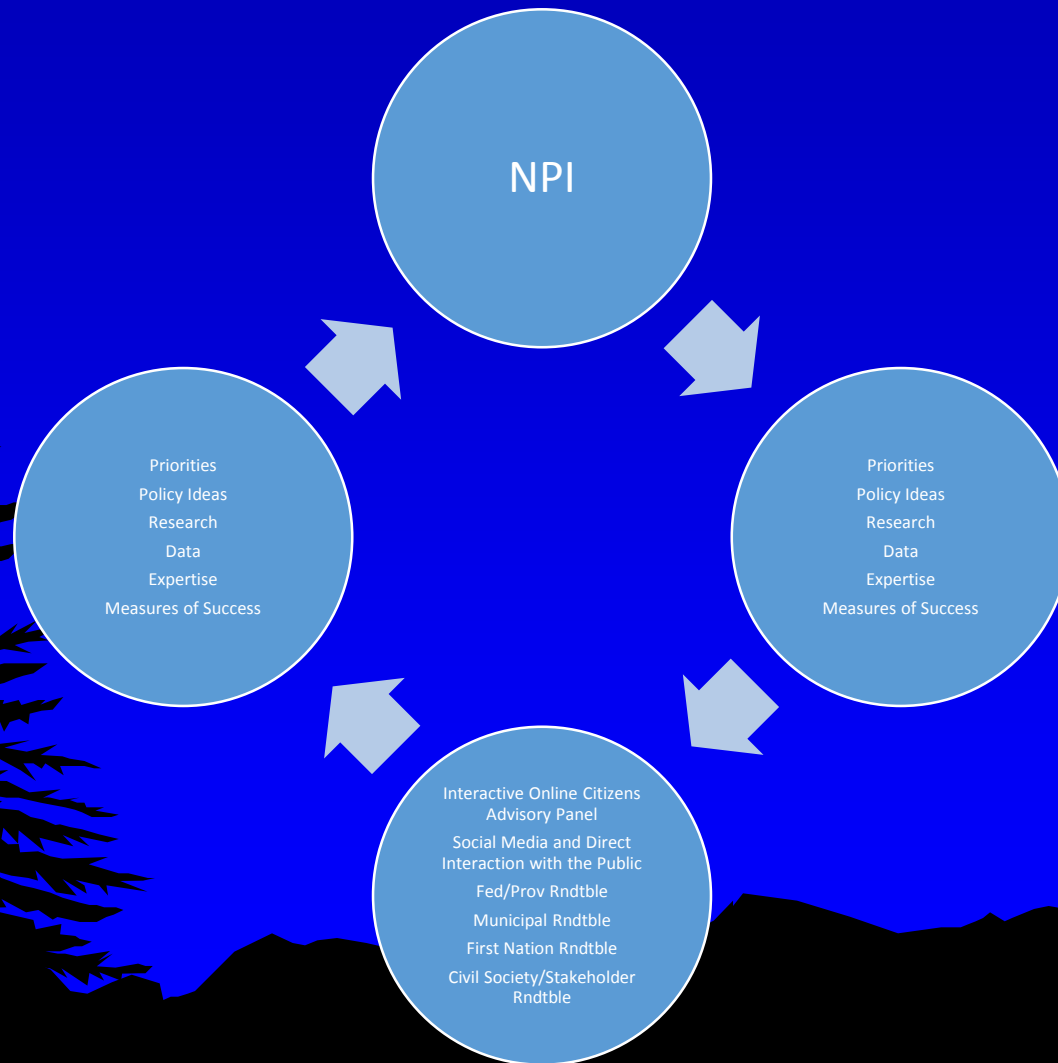 NPI
Priorities
Policy Ideas
Research
Data
Expertise
Measures of Success
Priorities
Policy Ideas
Research
Data
Expertise
Measures of Success
Interactive Online Citizens
Advisory Panel
Social Media and Direct
Interaction with the Public
Fed/Prov Rndtble
Municipal Rndtble
First Nation Rndtble
Civil Society/Stakeholder
Rndtble